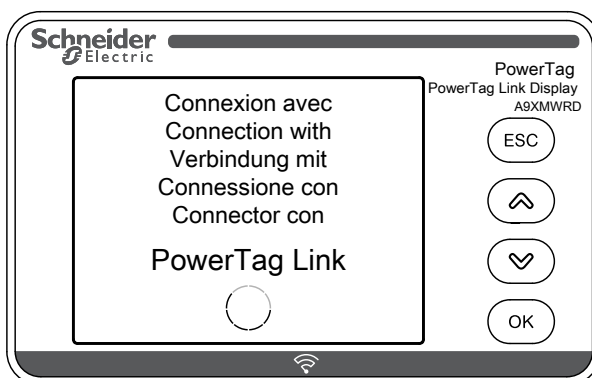 Schneider
Electric
PowerTag
PowerTag Link Display
A9XMWRD
Connexion avec
Connection with
Verbindung mit
Connessione con
Connector con
PowerTag Link
ESC
OK